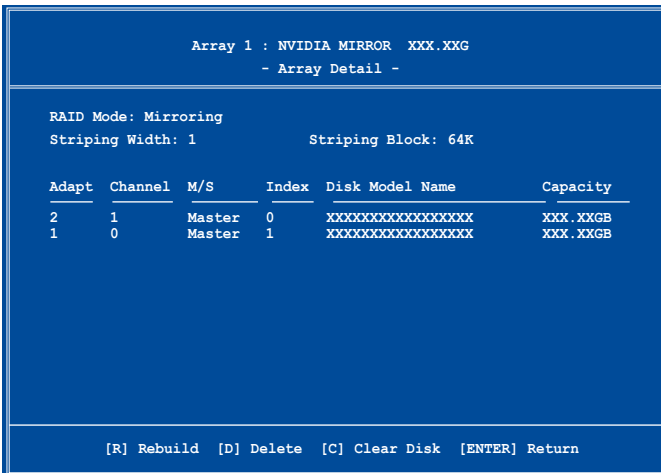 Array 1 : NVIDIA MIRROR XXX.XXG
- Array Detail -
RAID Mode: Mirroring
Striping Width: 1 Striping Block: 64K
Adapt Channel M/S Index Disk Model Name Capacity
2 1 Master 0 XXXXXXXXXXXXXXXXX XXX.XXGB
1 0 Master 1 XXXXXXXXXXXXXXXXX XXX.XXGB
[R] Rebuild [D] Delete [C] Clear Disk [ENTER] Return